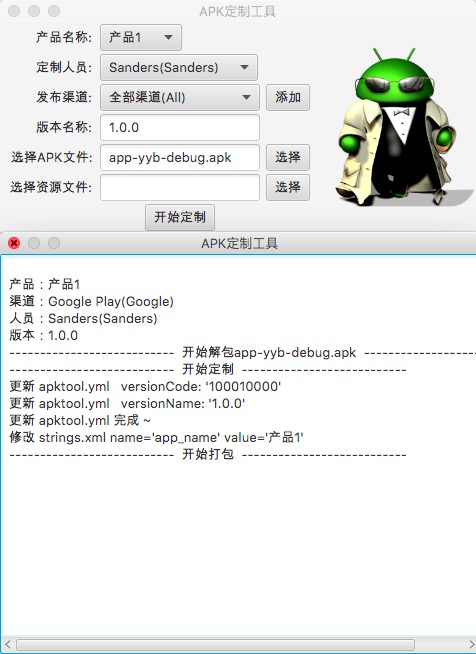 APK定制工具
产品名称: 产品1
定制人员: Sanders(Sanders)
发布渠道: 全部渠道(All) 添加
版本名称: 1.0.0
选择APK文件: app-yyb-debug.apk 选择
选择资源文件: 选择
开始定制
APK定制工具
产品：产品1
渠道：Google Play(Google)
人员：Sanders(Sanders)
版本：1.0.0
--------------------------- 开始解包app-yyb-debug.apk -------------------
--------------------------- 开始定制 ---------------------------
更新 apktool.yml versionCode: '100010000'
更新 apktool.yml versionName: '1.0.0'
更新 apktool.yml 完成 ~
修改 strings.xml name='app_name' value='产品1'
--------------------------- 开始打包 ---------------------------